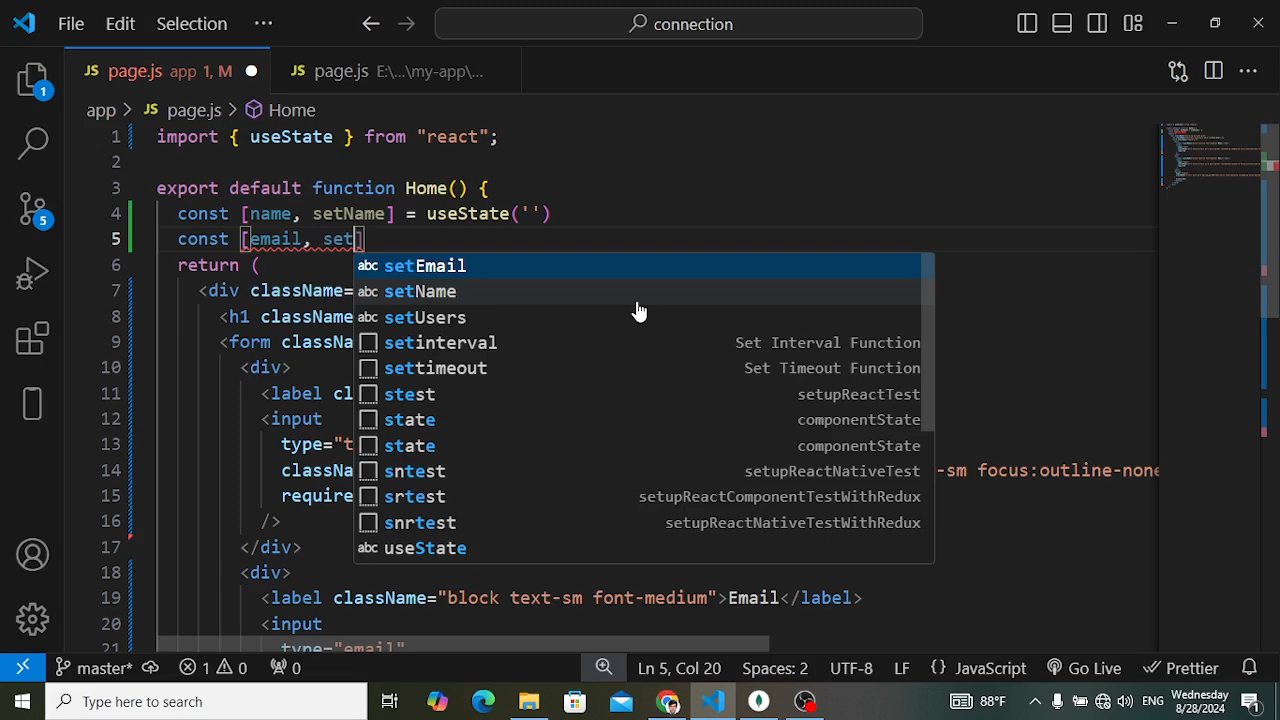 File Edit Selection ··· connection
JS page.js app 1, M JS page.js E:\...\my-app\...
app > JS page.js > Home
1 import { useState } from "react";
2
3 export default function Home() {
4 const [name, setName] = useState('')
5 const [email, set]
6 return (
7 <div className=
8 <h1 className
9 <form classNa
10 <div>
11 <label cl
12 <input
13 type="t
14 classNa -sm focus:outline-none
15 require
16 />
17 </div>
18 <div>
19 <label className="block text-sm font-medium">Email</label>
20 <input
21 type="email"
abc setEmail
abc setName
abc setUsers
setinterval Set Interval Function
settimeout Set Timeout Function
stest setupReactTest
state componentState
state componentState
sntest setupReactNativeTest
srtest setupReactComponentTestWithRedux
snrtest setupReactNativeTestWithRedux
abc useState
1
5
master* 1 0 0 Ln 5, Col 20 Spaces: 2 UTF-8 LF {} JavaScript Go Live Prettier
Type here to search 88°F ENG Wednesday
8/28/2024 1